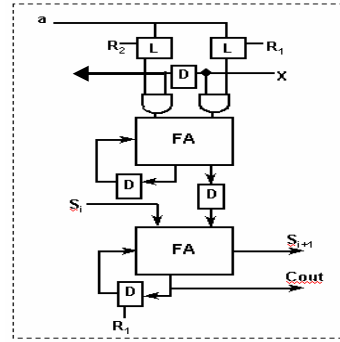 a
R₂ L L R₁
D X
FA
D D
Sᵢ
FA Sᵢ₊₁
Cout
D
R₁